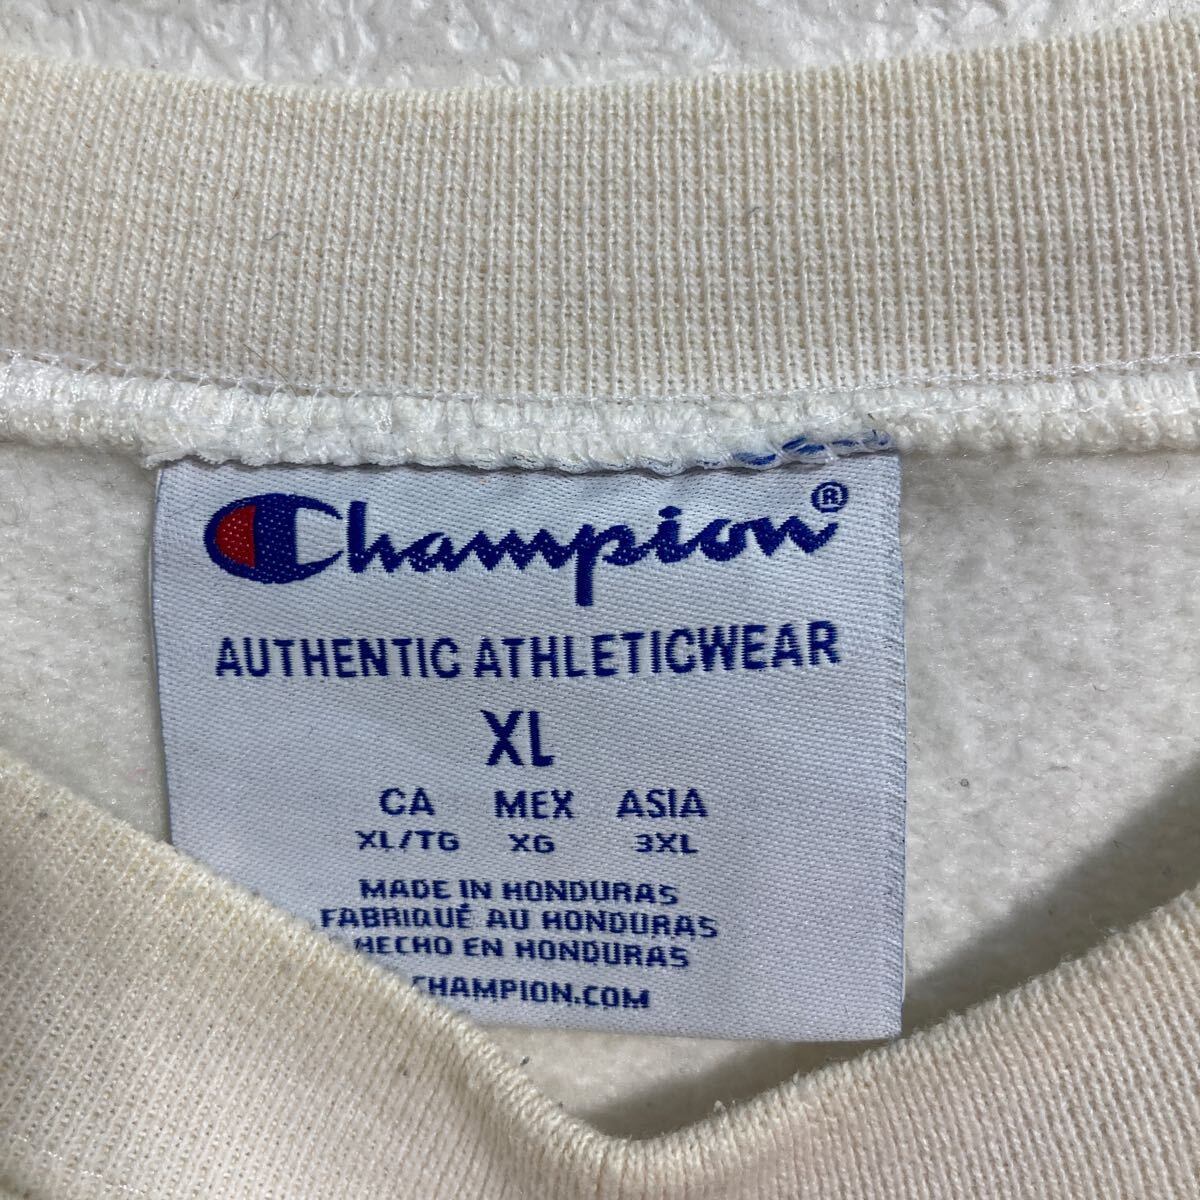 Champion®
AUTHENTIC ATHLETICWEAR
XL
CA MEX ASIA
XL/TG XG 3XL
MADE IN HONDURAS
FABRIQUÉ AU HONDURAS
HECHO EN HONDURAS
CHAMPION.COM